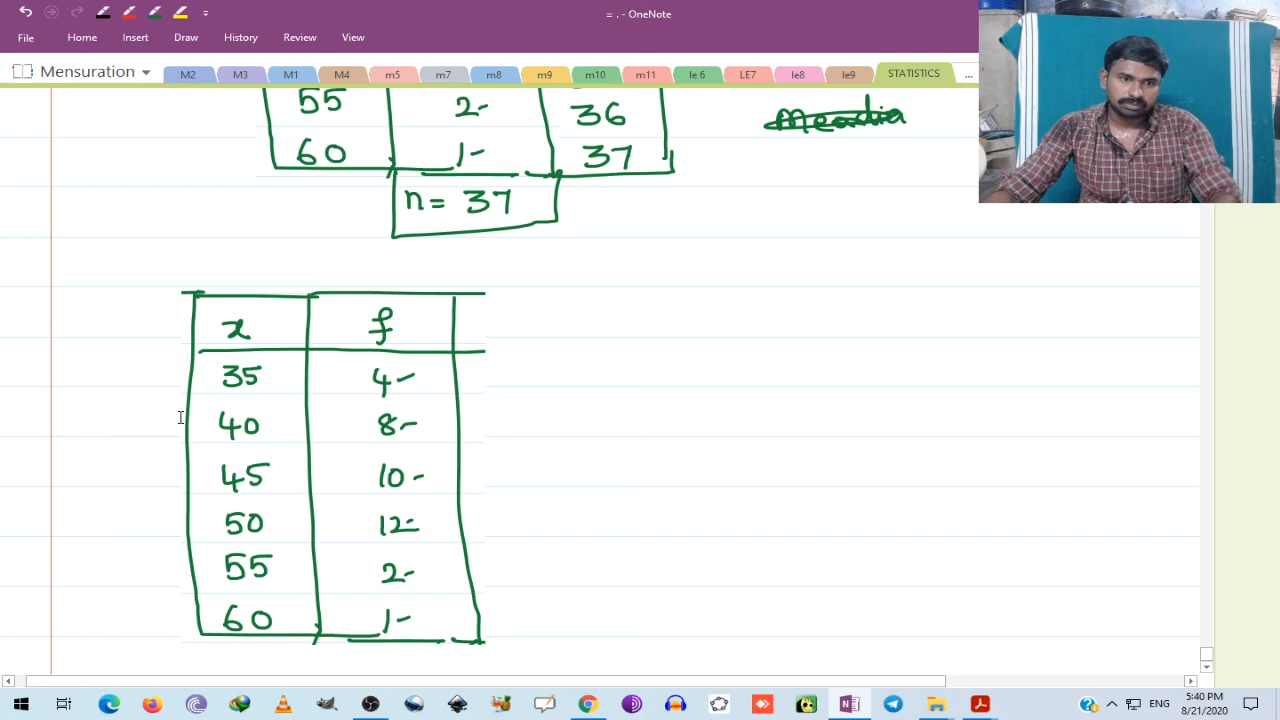 = . - OneNote
File Home Insert Draw History Review View
Mensuration M2 M3 M1 M4 m5 m7 m8 m9 m10 m11 le 6 LE7 le8 le9 STATISTICS ...
55 2- 36
60 1- 37
n = 37
x f
35 4-
40 8-
45 10-
50 12-
55 2-
60 1-
ENG 5:40 PM
8/21/2020